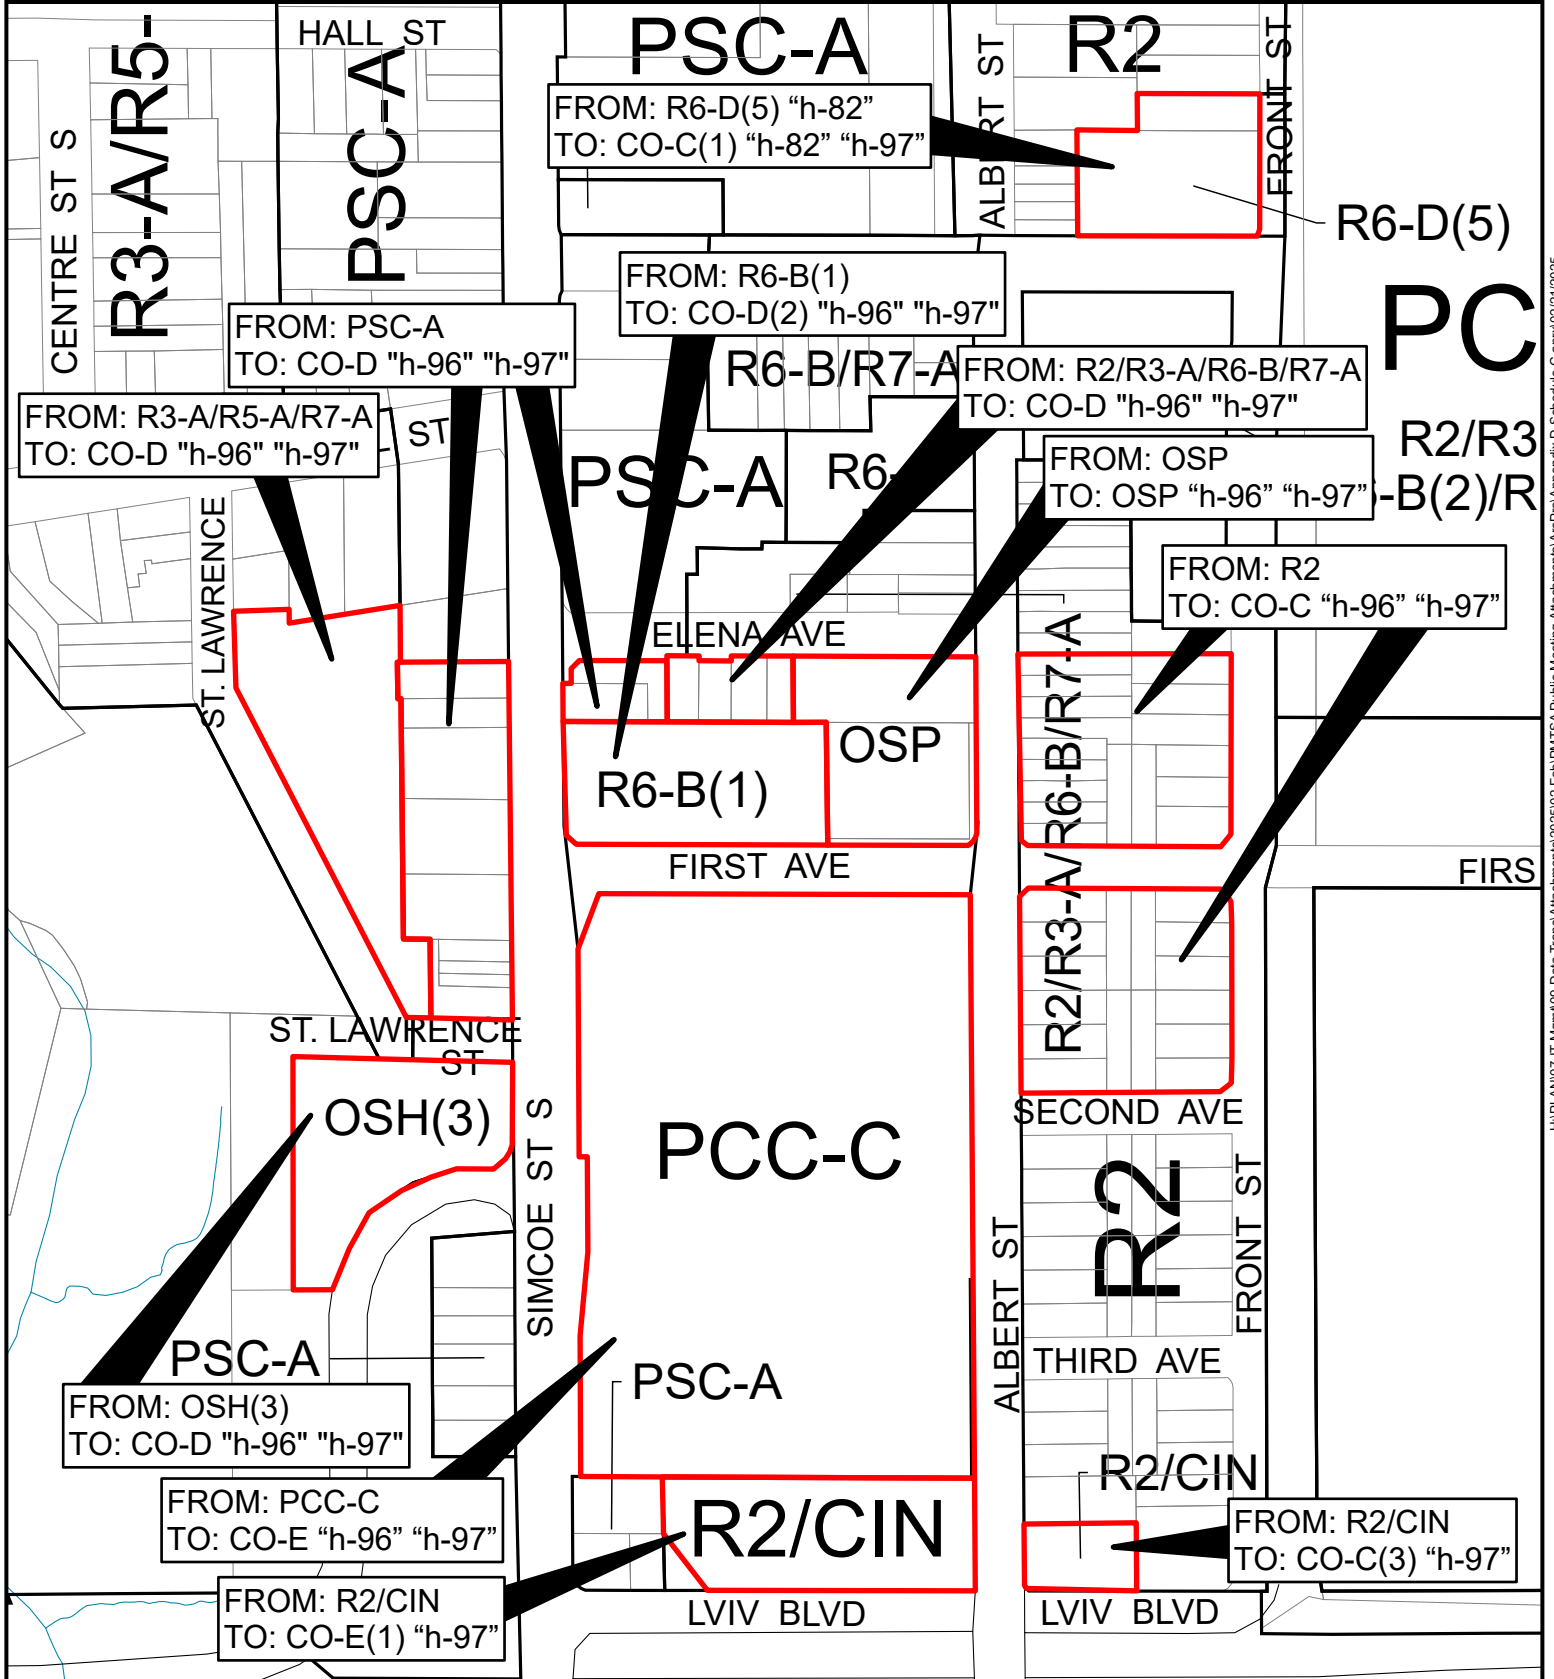 HALL ST
PSC-A
R2
ALBERT ST
FRONT ST
CENTRE ST S
R3-A/R5-
PSC-A
FROM: R6-D(5) “h-82”
TO: CO-C(1) “h-82” “h-97”
R6-D(5)
PC
FROM: R6-B(1)
TO: CO-D(2) "h-96" "h-97"
FROM: PSC-A
TO: CO-D "h-96" "h-97"
R6-B/R7-A
FROM: R2/R3-A/R6-B/R7-A
TO: CO-D "h-96" "h-97"
FROM: R3-A/R5-A/R7-A
TO: CO-D "h-96" "h-97"
ST
PSC-A
R6-
R2/R3
-B(2)/R
FROM: OSP
TO: OSP “h-96” “h-97”
FROM: R2
TO: CO-C “h-96” “h-97”
ST. LAWRENCE
ELENA AVE
OSP
R6-B(1)
R2/R3-A/R6-B/R7-A
FIRST AVE
FIRS
ST. LAWRENCE
ST
OSH(3)
SIMCOE ST S
PCC-C
SECOND AVE
R2
ALBERT ST
FRONT ST
PSC-A
THIRD AVE
PSC-A
FROM: OSH(3)
TO: CO-D "h-96" "h-97"
R2/CIN
FROM: PCC-C
TO: CO-E “h-96” “h-97”
R2/CIN
FROM: R2/CIN
TO: CO-C(3) “h-97”
FROM: R2/CIN
TO: CO-E(1) “h-97”
LVIV BLVD
LVIV BLVD